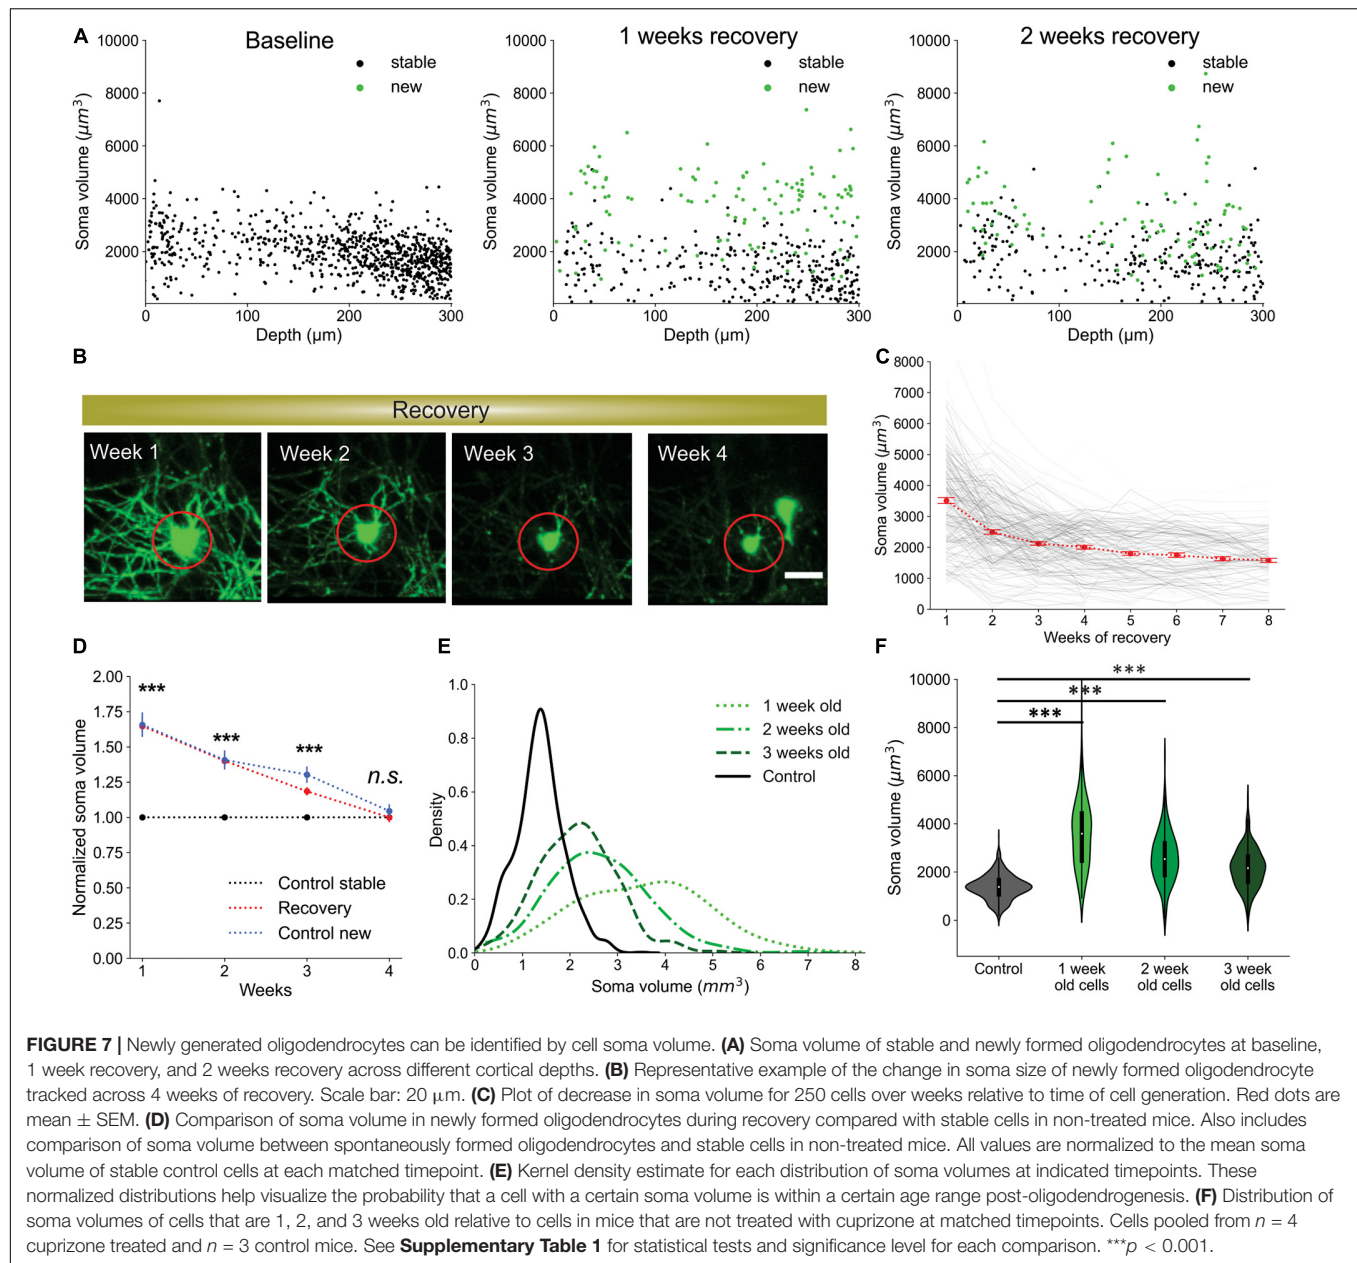 A
Baseline
1 weeks recovery
2 weeks recovery
stable
new
stable
new
stable
new
10000
8000
6000
4000
2000
Soma volume (μm³)
0 100 200 300
Depth (μm)
10000
8000
6000
4000
2000
Soma volume (μm³)
0 100 200 300
Depth (μm)
10000
8000
6000
4000
2000
Soma volume (μm³)
0 100 200 300
Depth (μm)
B
Recovery
Week 1
Week 2
Week 3
Week 4
C
8000
7000
6000
5000
4000
3000
2000
1000
0
Soma volume (μm³)
1 2 3 4 5 6 7 8
Weeks of recovery
D
2.00
1.75
1.50
1.25
1.00
0.75
0.50
0.25
0.00
Normalized soma volume
***
***
***
n.s.
Control stable
Recovery
Control new
1 2 3 4
Weeks
E
1.0
0.8
0.6
0.4
0.2
0.0
Density
1 week old
2 weeks old
3 weeks old
Control
0 1 2 3 4 5 6 7 8
Soma volume (mm³)
F
10000
8000
6000
4000
2000
0
Soma volume (μm³)
***
***
***
Control
1 week
old cells
2 week
old cells
3 week
old cells
FIGURE 7 | Newly generated oligodendrocytes can be identified by cell soma volume. (A) Soma volume of stable and newly formed oligodendrocytes at baseline,
1 week recovery, and 2 weeks recovery across different cortical depths. (B) Representative example of the change in soma size of newly formed oligodendrocyte
tracked across 4 weeks of recovery. Scale bar: 20 μm. (C) Plot of decrease in soma volume for 250 cells over weeks relative to time of cell generation. Red dots are
mean ± SEM. (D) Comparison of soma volume in newly formed oligodendrocytes during recovery compared with stable cells in non-treated mice. Also includes
comparison of soma volume between spontaneously formed oligodendrocytes and stable cells in non-treated mice. All values are normalized to the mean soma
volume of stable control cells at each matched timepoint. (E) Kernel density estimate for each distribution of soma volumes at indicated timepoints. These
normalized distributions help visualize the probability that a cell with a certain soma volume is within a certain age range post-oligodendrogenesis. (F) Distribution of
soma volumes of cells that are 1, 2, and 3 weeks old relative to cells in mice that are not treated with cuprizone at matched timepoints. Cells pooled from n = 4
cuprizone treated and n = 3 control mice. See Supplementary Table 1 for statistical tests and significance level for each comparison. ***p < 0.001.